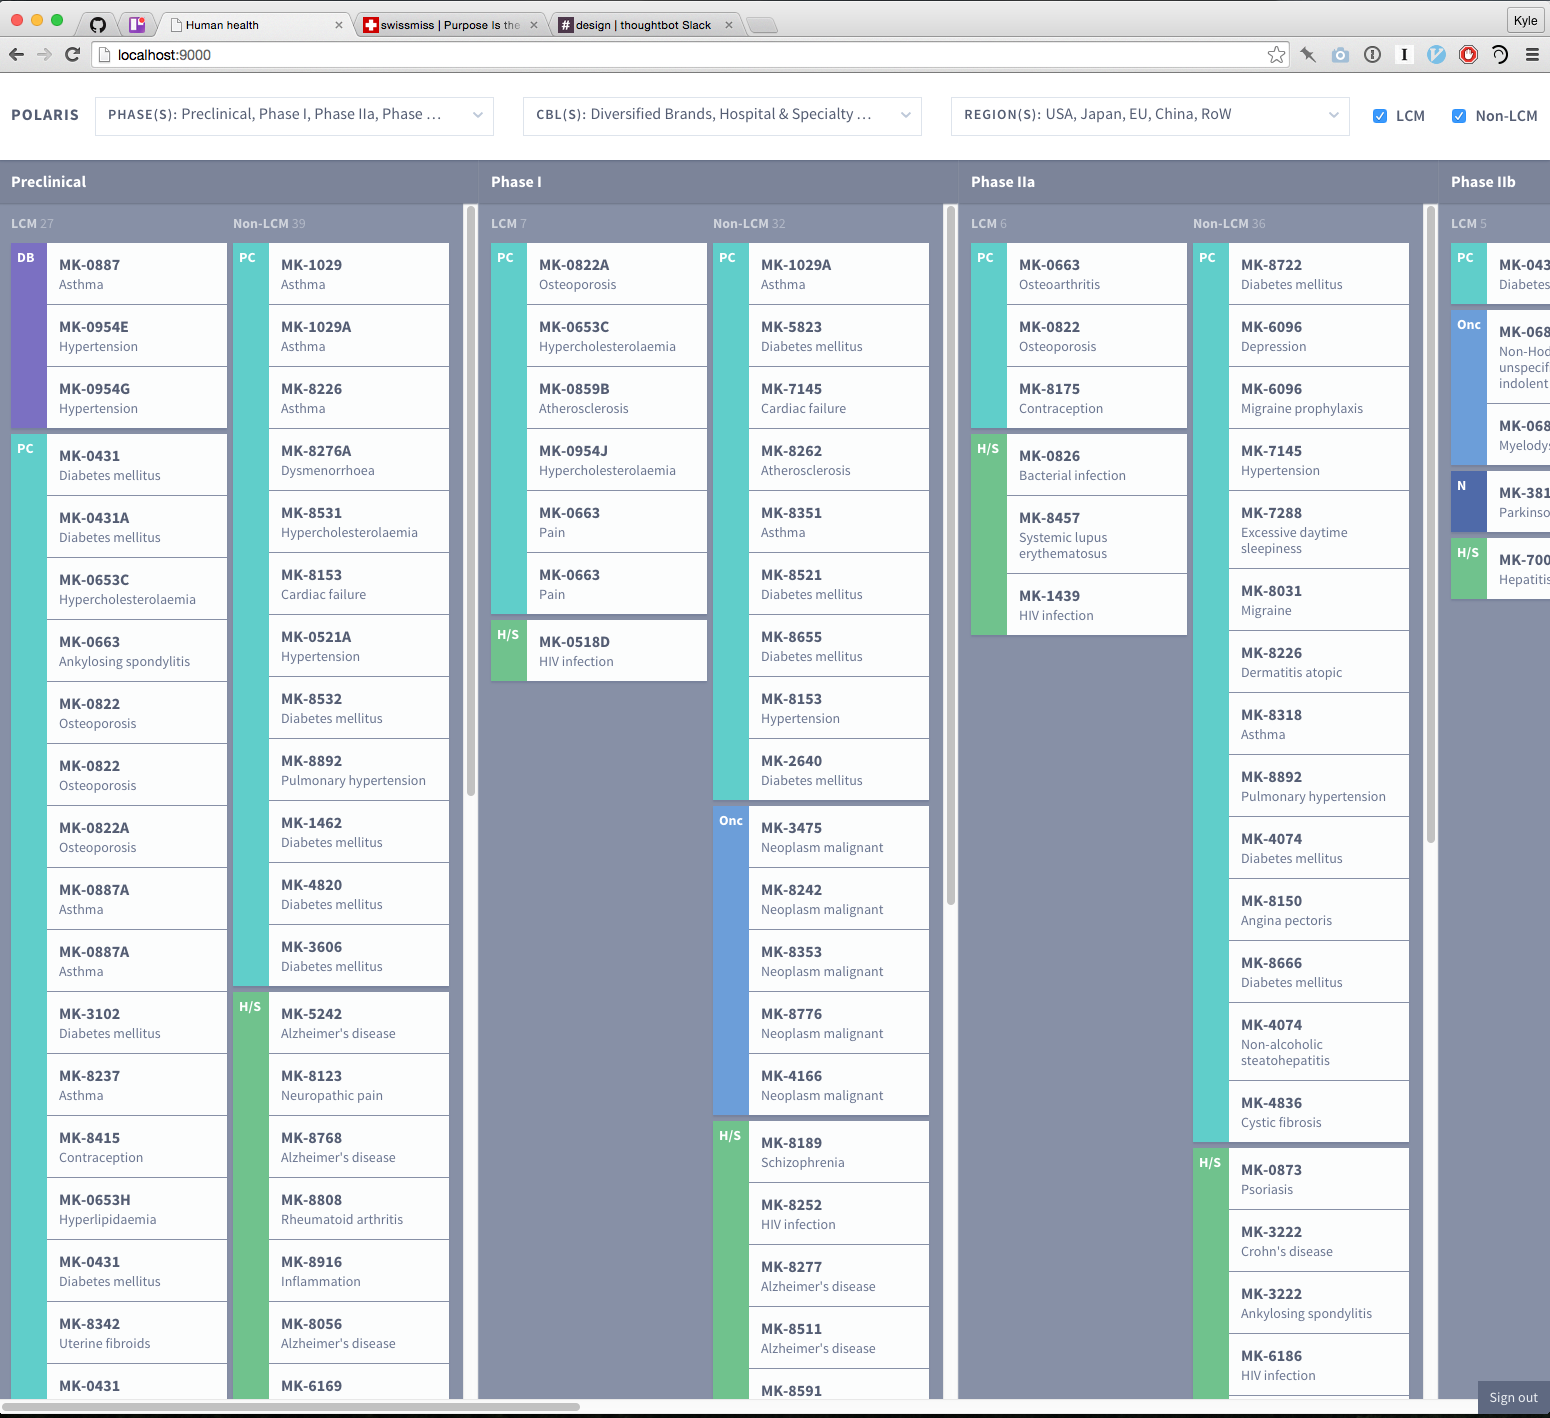 Human health
swissmiss | Purpose Is the
design | thoughtbot Slack
Kyle
localhost:9000
POLARIS
PHASE(S): Preclinical, Phase I, Phase IIa, Phase ...
CBL(S): Diversified Brands, Hospital & Specialty ...
REGION(S): USA, Japan, EU, China, RoW
LCM
Non-LCM
Preclinical
LCM 27
DB
MK-0887
Asthma
MK-0954E
Hypertension
MK-0954G
Hypertension
PC
MK-0431
Diabetes mellitus
MK-0431A
Diabetes mellitus
MK-0653C
Hypercholesterolaemia
MK-0663
Ankylosing spondylitis
MK-0822
Osteoporosis
MK-0822
Osteoporosis
MK-0822A
Osteoporosis
MK-0887A
Asthma
MK-0887A
Asthma
MK-3102
Diabetes mellitus
MK-8237
Asthma
MK-8415
Contraception
MK-0653H
Hyperlipidaemia
MK-0431
Diabetes mellitus
MK-8342
Uterine fibroids
MK-0431
Non-LCM 39
PC
MK-1029
Asthma
MK-1029A
Asthma
MK-8226
Asthma
MK-8276A
Dysmenorrhoea
MK-8531
Hypercholesterolaemia
MK-8153
Cardiac failure
MK-0521A
Hypertension
MK-8532
Diabetes mellitus
MK-8892
Pulmonary hypertension
MK-1462
Diabetes mellitus
MK-4820
Diabetes mellitus
MK-3606
Diabetes mellitus
H/S
MK-5242
Alzheimer's disease
MK-8123
Neuropathic pain
MK-8768
Alzheimer's disease
MK-8808
Rheumatoid arthritis
MK-8916
Inflammation
MK-8056
Alzheimer's disease
MK-6169
Phase I
LCM 7
PC
MK-0822A
Osteoporosis
MK-0653C
Hypercholesterolaemia
MK-0859B
Atherosclerosis
MK-0954J
Hypercholesterolaemia
MK-0663
Pain
MK-0663
Pain
H/S
MK-0518D
HIV infection
Non-LCM 32
PC
MK-1029A
Asthma
MK-5823
Diabetes mellitus
MK-7145
Cardiac failure
MK-8262
Atherosclerosis
MK-8351
Asthma
MK-8521
Diabetes mellitus
MK-8655
Diabetes mellitus
MK-8153
Hypertension
MK-2640
Diabetes mellitus
Onc
MK-3475
Neoplasm malignant
MK-8242
Neoplasm malignant
MK-8353
Neoplasm malignant
MK-8776
Neoplasm malignant
MK-4166
Neoplasm malignant
H/S
MK-8189
Schizophrenia
MK-8252
HIV infection
MK-8277
Alzheimer's disease
MK-8511
Alzheimer's disease
MK-8591
Phase IIa
LCM 6
PC
MK-0663
Osteoarthritis
MK-0822
Osteoporosis
MK-8175
Contraception
H/S
MK-0826
Bacterial infection
MK-8457
Systemic lupus
erythematosus
MK-1439
HIV infection
Non-LCM 36
PC
MK-8722
Diabetes mellitus
MK-6096
Depression
MK-6096
Migraine prophylaxis
MK-7145
Hypertension
MK-7288
Excessive daytime
sleepiness
MK-8031
Migraine
MK-8226
Dermatitis atopic
MK-8318
Asthma
MK-8892
Pulmonary hypertension
MK-4074
Diabetes mellitus
MK-8150
Angina pectoris
MK-8666
Diabetes mellitus
MK-4074
Non-alcoholic
steatohepatitis
MK-4836
Cystic fibrosis
H/S
MK-0873
Psoriasis
MK-3222
Crohn's disease
MK-3222
Ankylosing spondylitis
MK-6186
HIV infection
Phase IIb
LCM 5
PC
MK-043
Diabetes
Onc
MK-068
Non-Hod
unspecif
indolent
MK-068
Myelodys
N
MK-381
Parkinso
H/S
MK-700
Hepatitis
Sign out